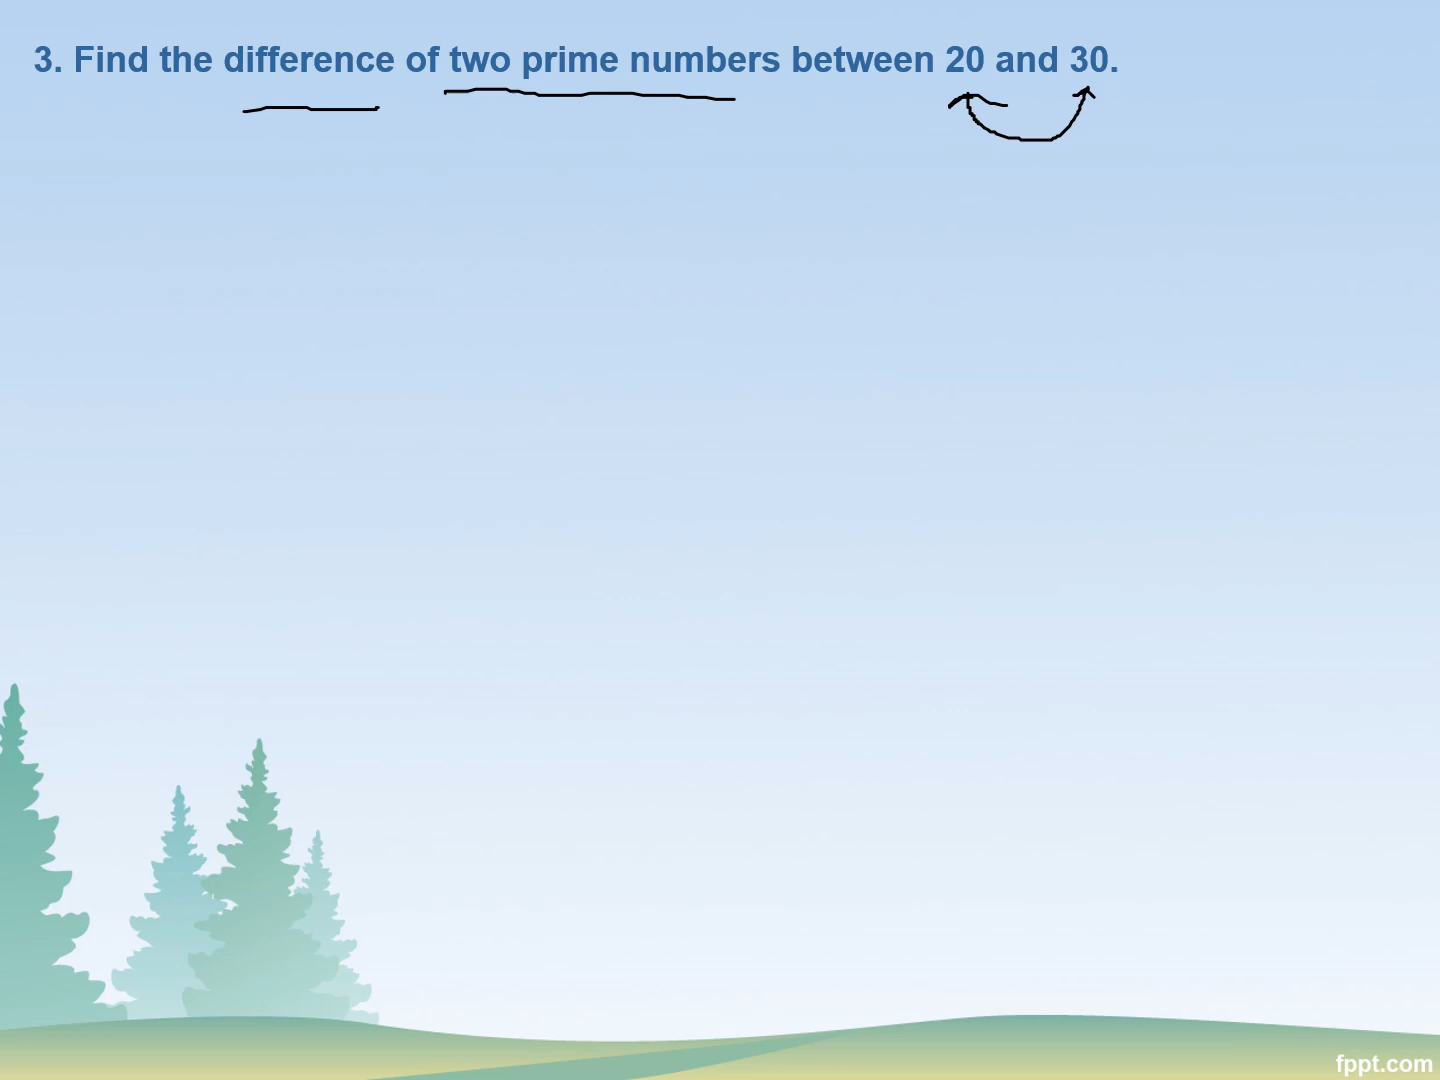 3. Find the difference of two prime numbers between 20 and 30.
fppt.com